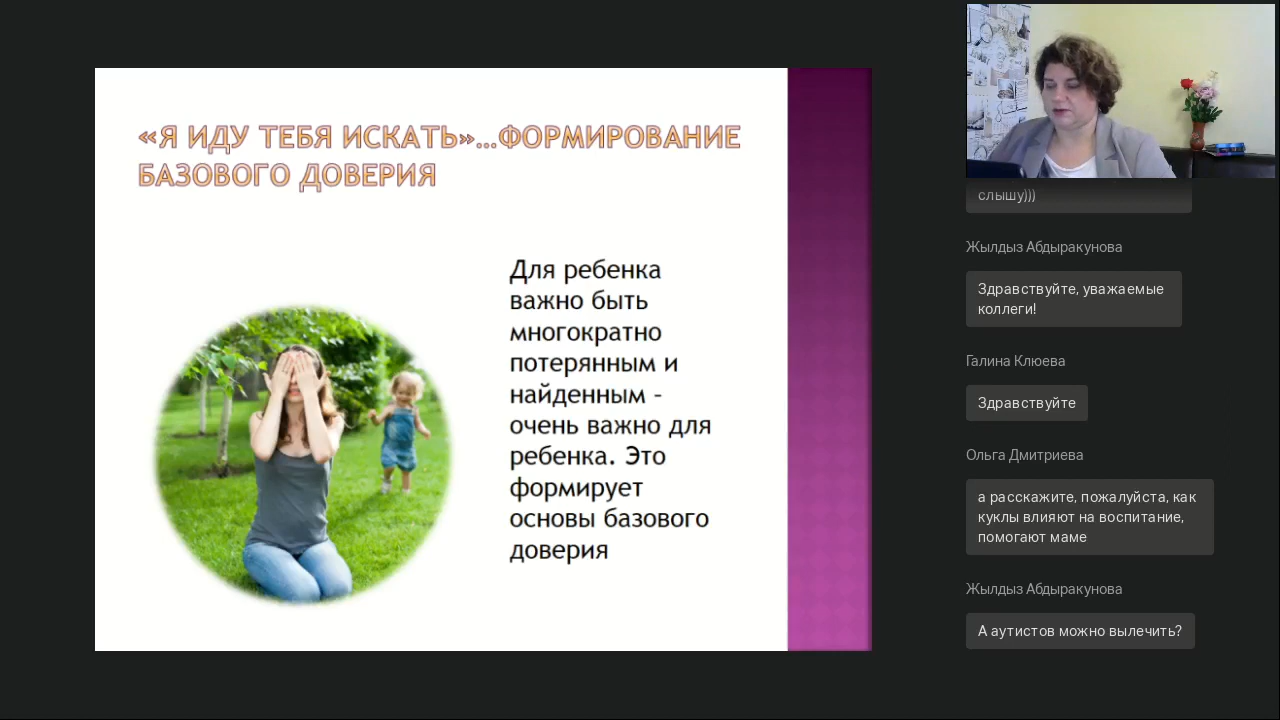 «Я ИДУ ТЕБЯ ИСКАТЬ»...ФОРМИРОВАНИЕ
БАЗОВОГО ДОВЕРИЯ
Для ребенка
важно быть
многократно
потерянным и
найденным –
очень важно для
ребенка. Это
формирует
основы базового
доверия
слышу)))
Жылдыз Абдыракунова
Здравствуйте, уважаемые
коллеги!
Галина Клюева
Здравствуйте
Ольга Дмитриева
а расскажите, пожалуйста, как
куклы влияют на воспитание,
помогают маме
Жылдыз Абдыракунова
А аутистов можно вылечить?